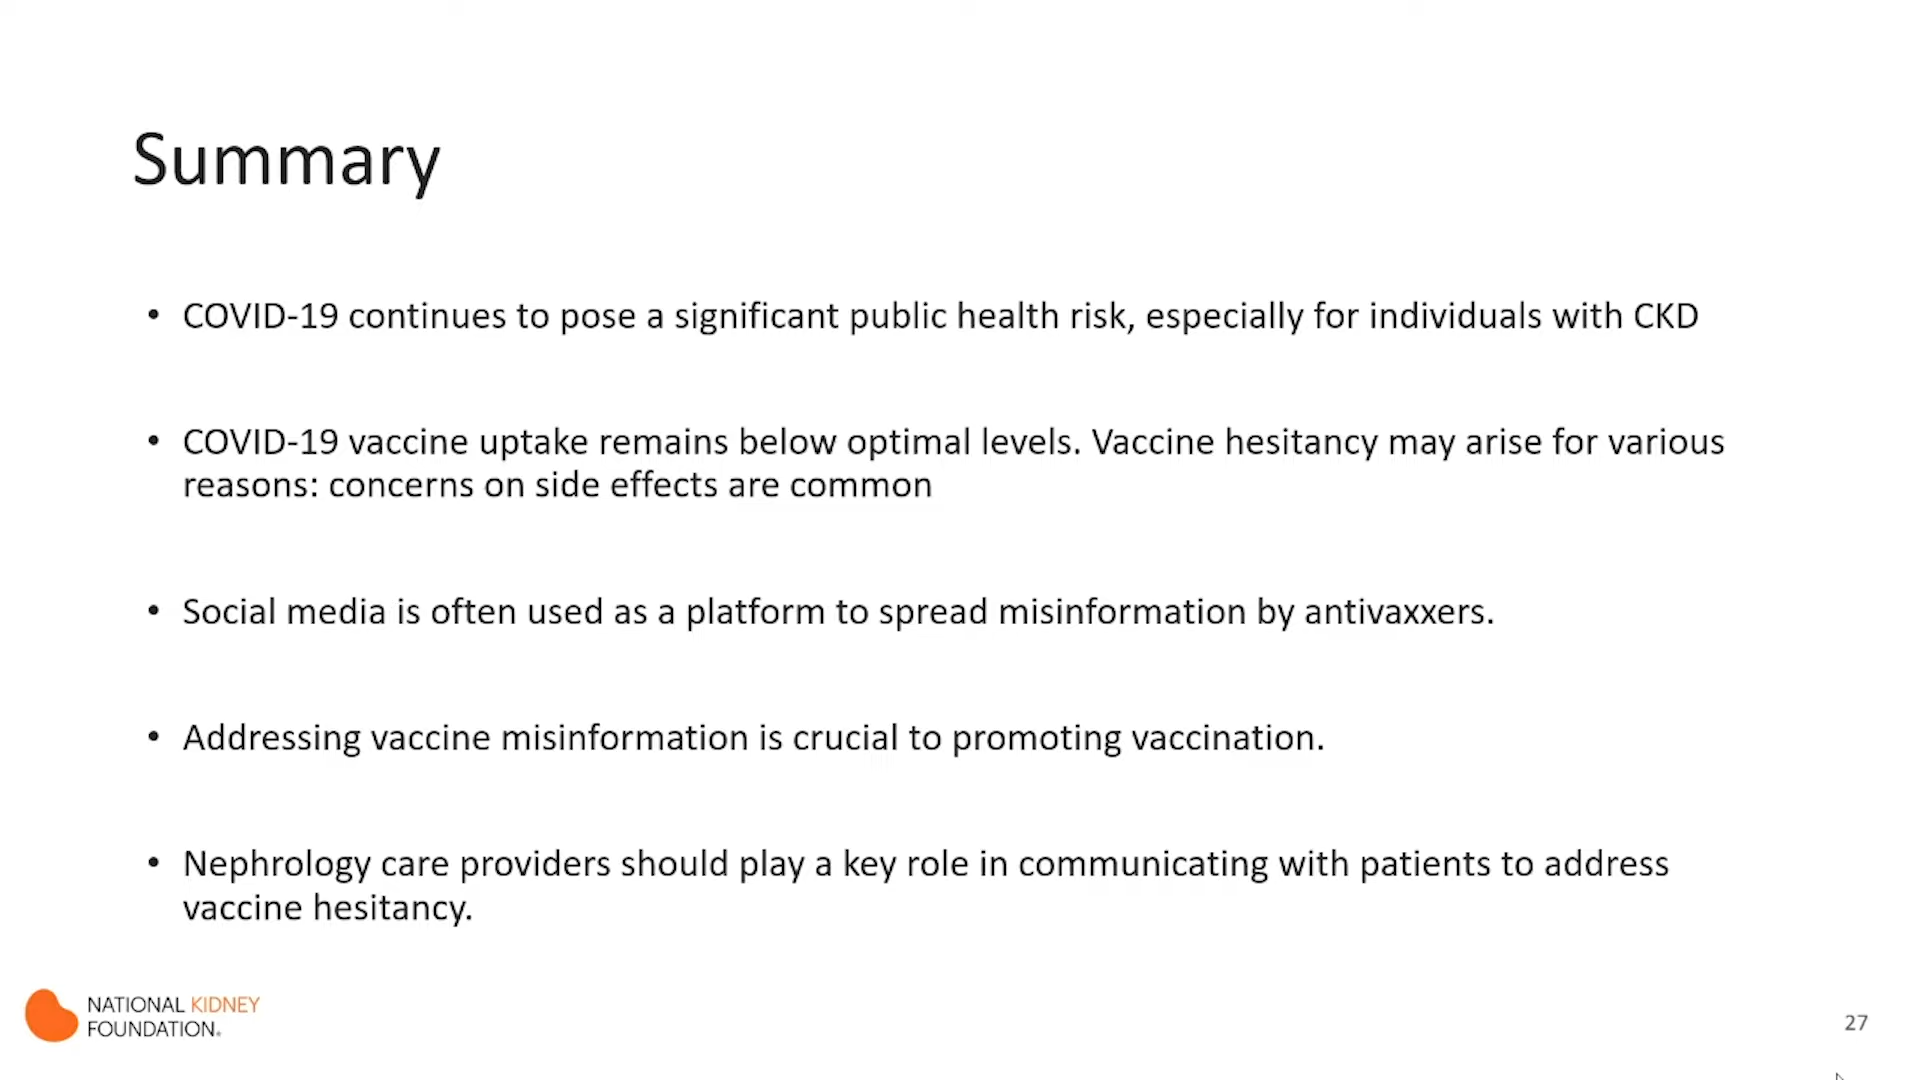 Summary
• COVID-19 continues to pose a significant public health risk, especially for individuals with CKD
• COVID-19 vaccine uptake remains below optimal levels. Vaccine hesitancy may arise for various
reasons: concerns on side effects are common
• Social media is often used as a platform to spread misinformation by antivaxxers.
• Addressing vaccine misinformation is crucial to promoting vaccination.
• Nephrology care providers should play a key role in communicating with patients to address
vaccine hesitancy.
NATIONAL KIDNEY
FOUNDATION®
27